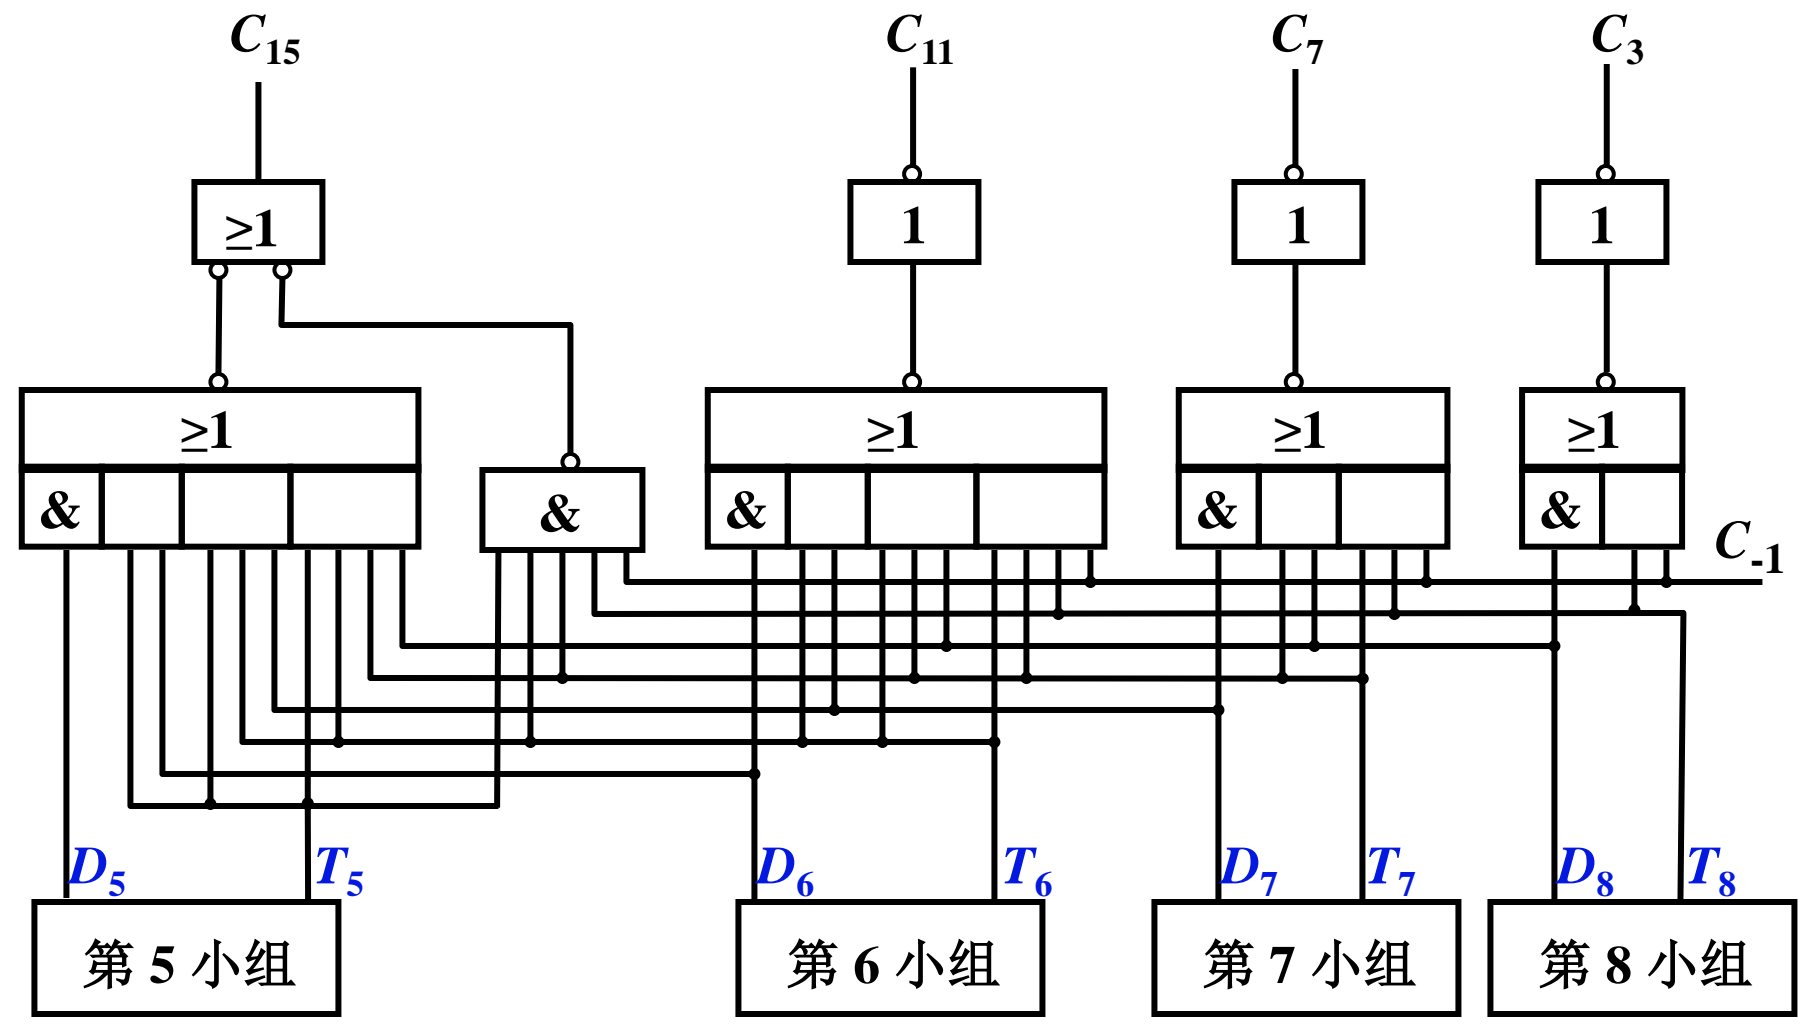 C15 C11 C7 C3
≥1 1 1 1
≥1 ≥1 ≥1 ≥1
& & & & &
C-1
D5 T5 D6 T6 D7 T7 D8 T8
第 5 小组 第 6 小组 第 7 小组 第 8 小组